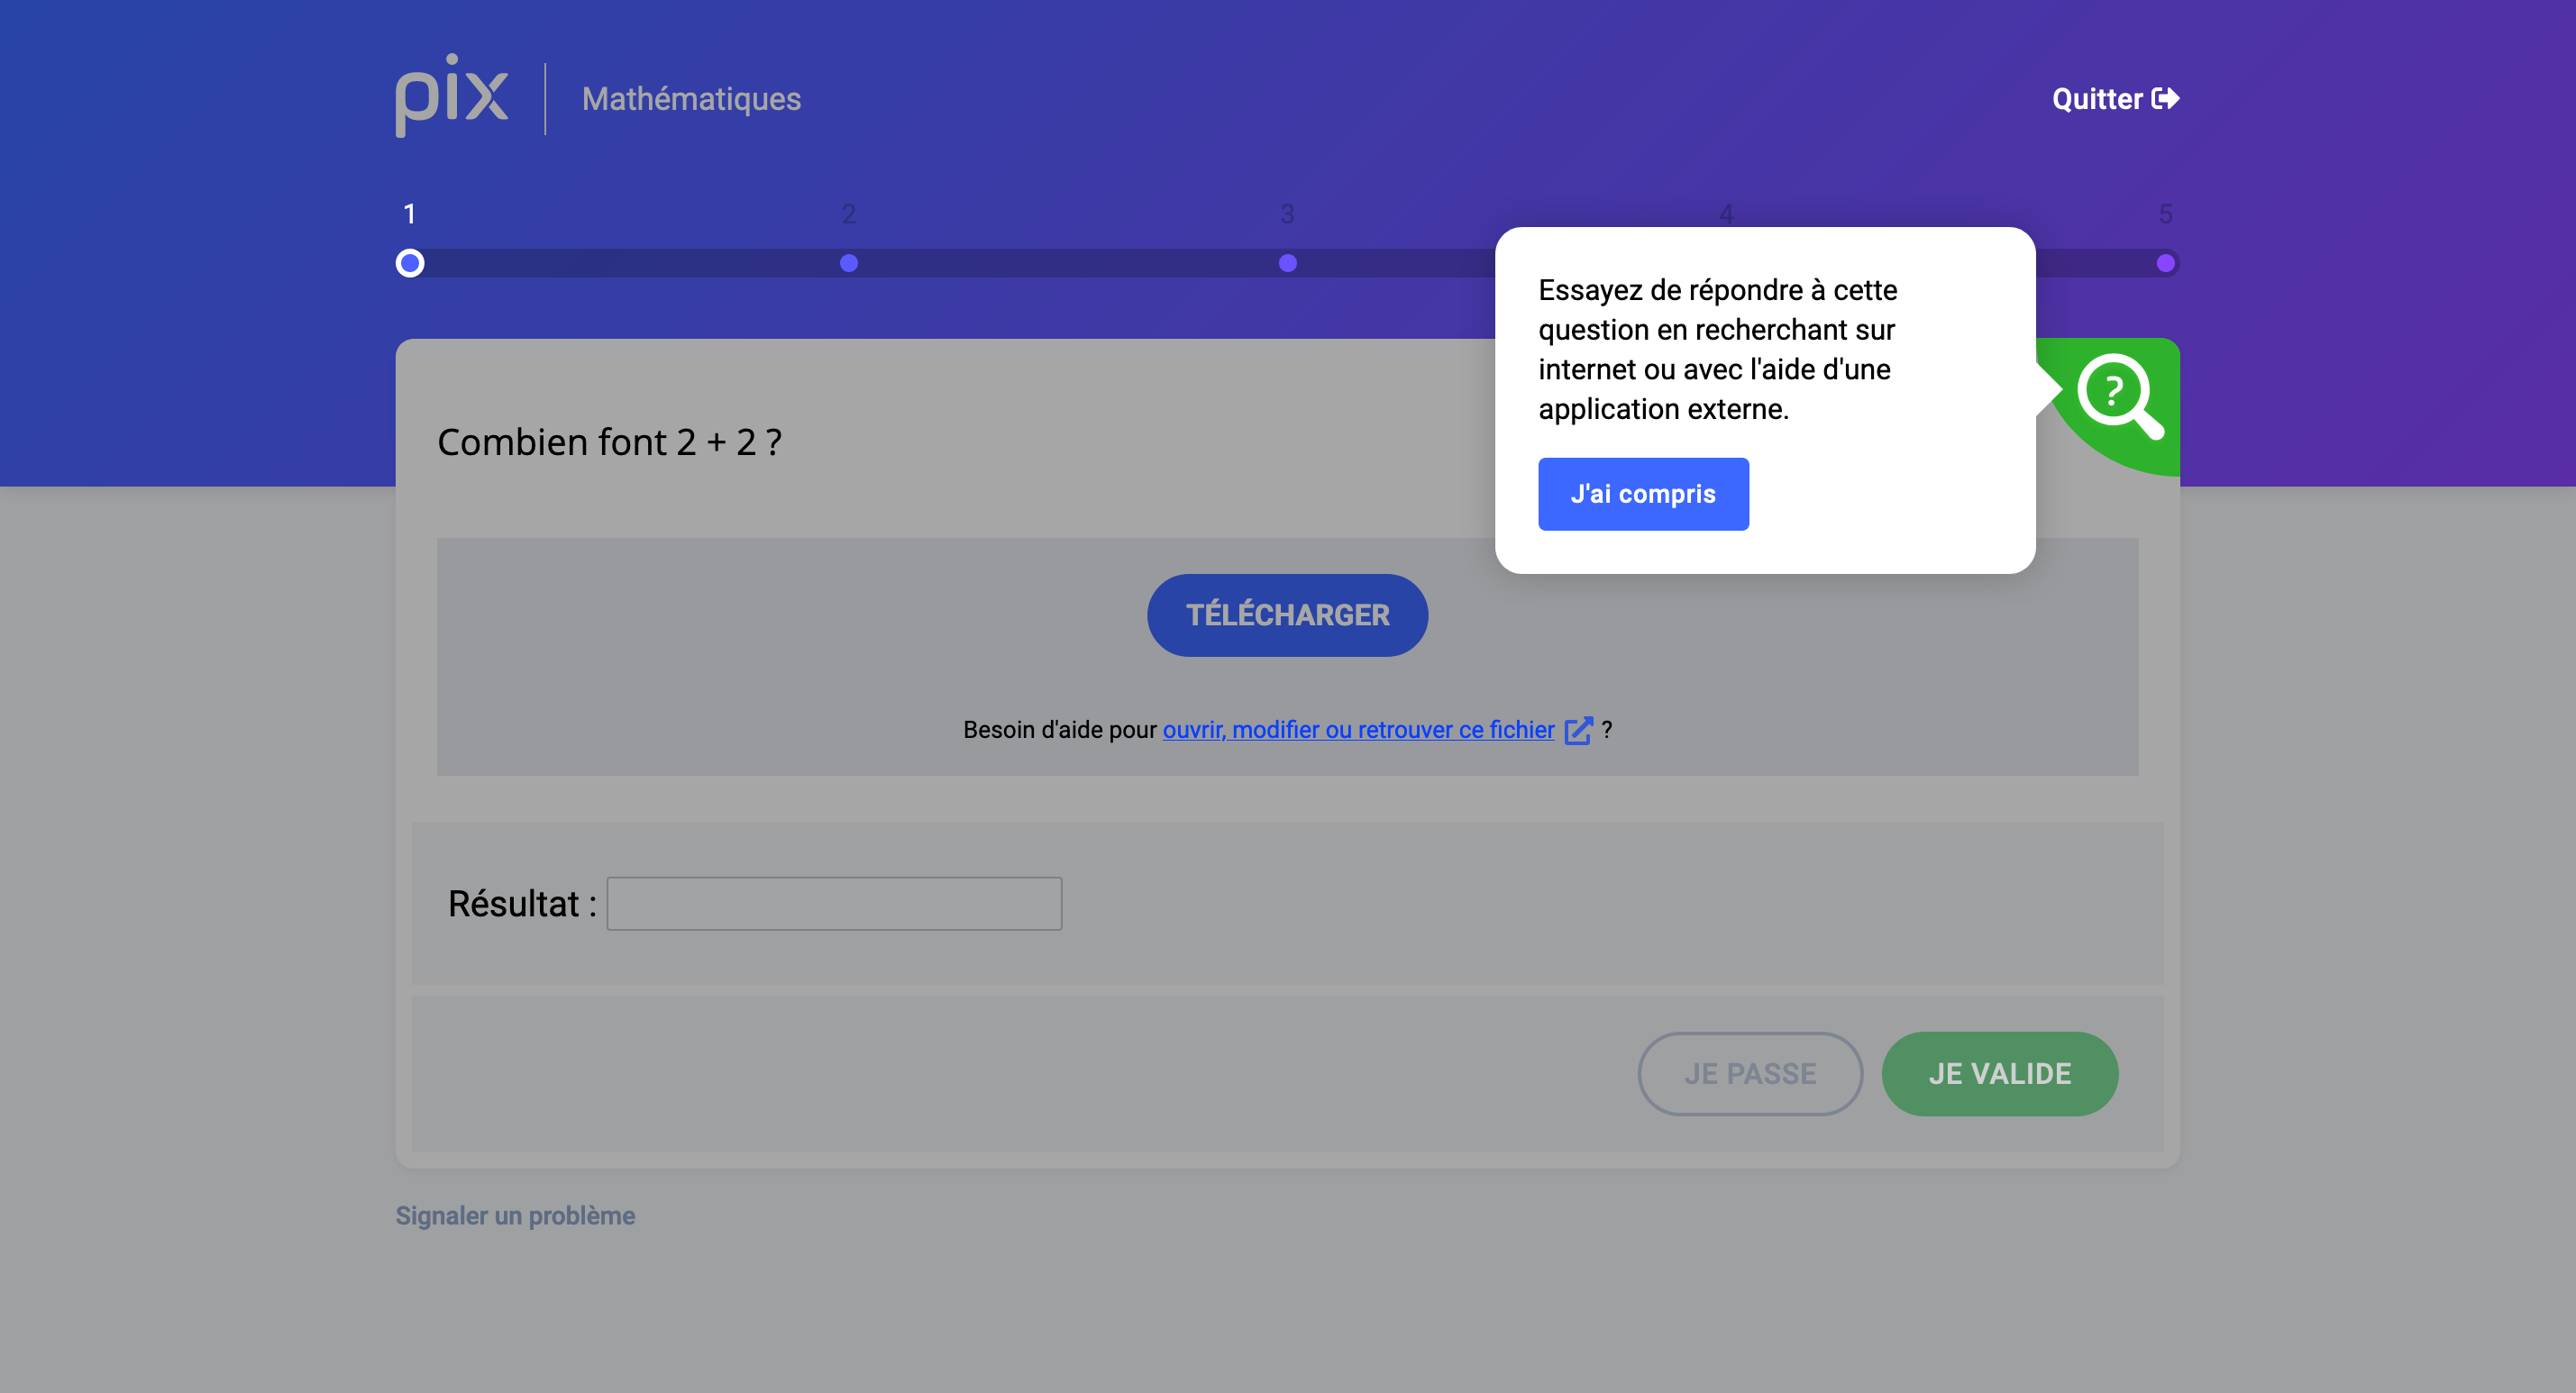 pix
Mathématiques
Quitter
1
2
3
4
5
Essayez de répondre à cette
question en recherchant sur
internet ou avec l'aide d'une
application externe.
J'ai compris
?
Combien font 2 + 2 ?
TÉLÉCHARGER
Besoin d'aide pour ouvrir, modifier ou retrouver ce fichier ?
Résultat :
JE PASSE
JE VALIDE
Signaler un problème